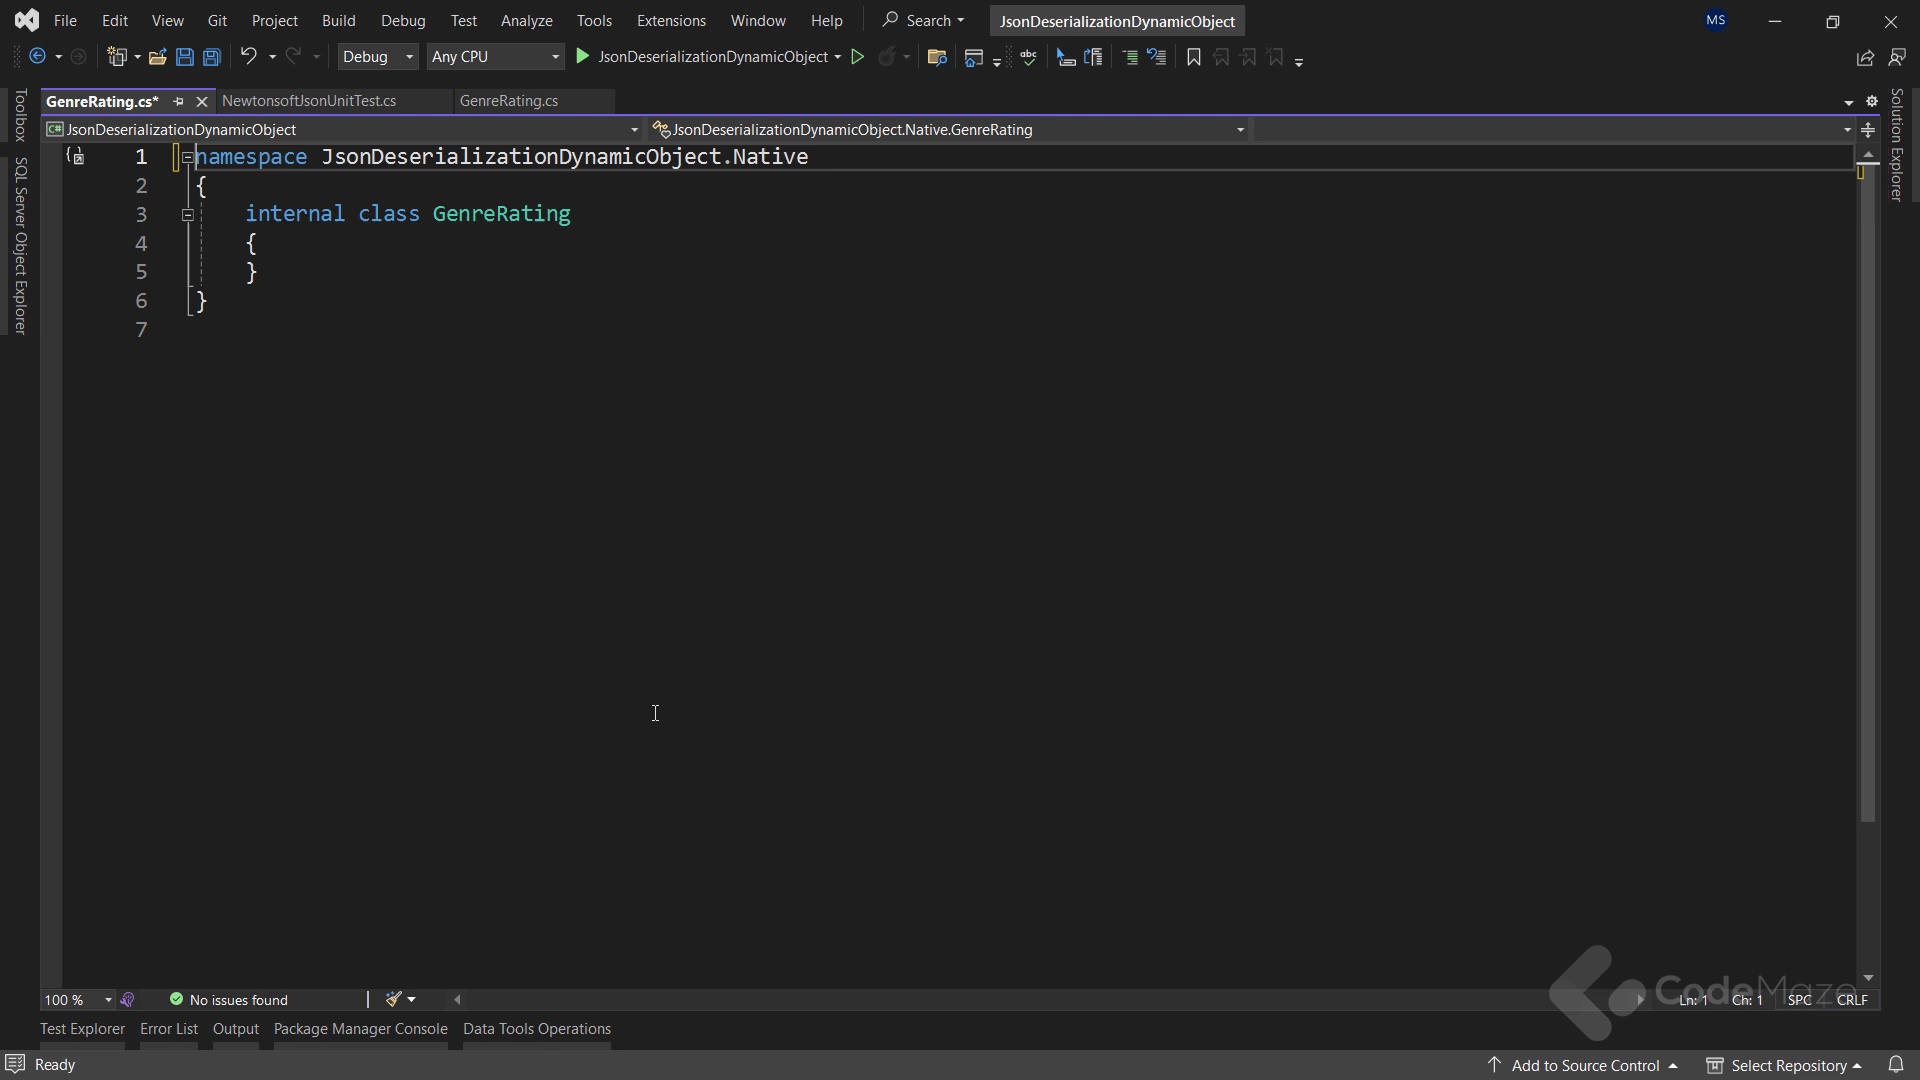 File Edit View Git Project Build Debug Test Analyze Tools Extensions Window Help Search JsonDeserializationDynamicObject MS
Debug Any CPU JsonDeserializationDynamicObject abc
GenreRating.cs* NewtonsoftJsonUnitTest.cs GenreRating.cs
C# JsonDeserializationDynamicObject JsonDeserializationDynamicObject.Native.GenreRating
Toolbox
SQL Server Object Explorer
Solution Explorer
1 namespace JsonDeserializationDynamicObject.Native
2 {
3 internal class GenreRating
4 {
5 }
6 }
7
CodeMaze
100 % No issues found Ln: 1 Ch: 1 SPC CRLF
Test Explorer Error List Output Package Manager Console Data Tools Operations
Ready Add to Source Control Select Repository